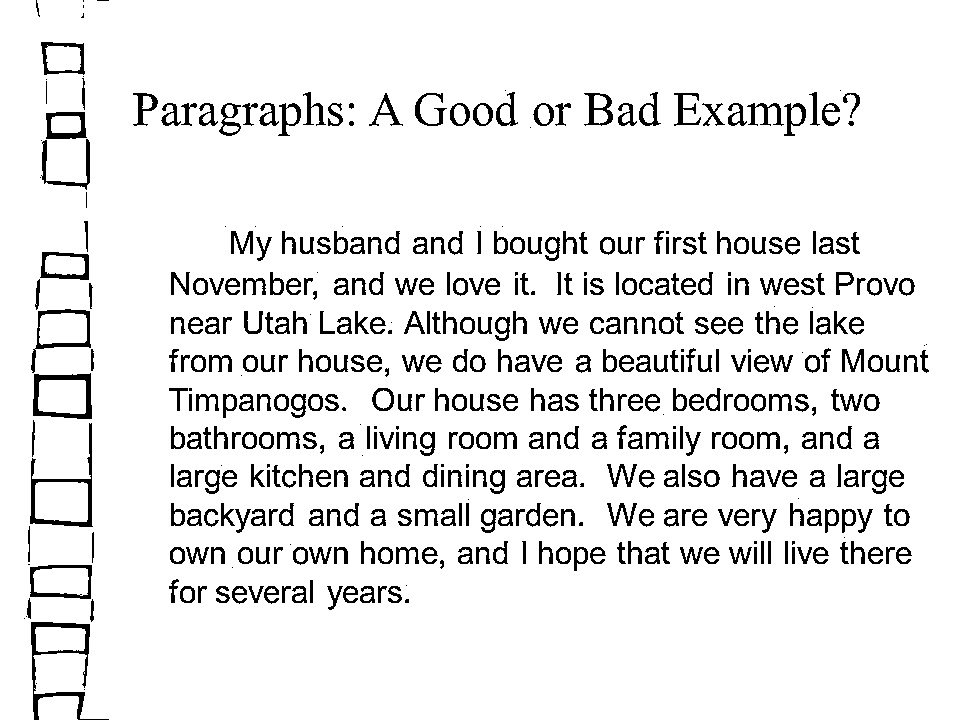 Paragraphs: A Good or Bad Example?
My husband and I bought our first house last
November, and we love it.  It is located in west Provo
near Utah Lake. Although we cannot see the lake
from our house, we do have a beautiful view of Mount
Timpanogos.  Our house has three bedrooms, two
bathrooms, a living room and a family room, and a
large kitchen and dining area.  We also have a large
backyard and a small garden.  We are very happy to
own our own home, and I hope that we will live there
for several years.